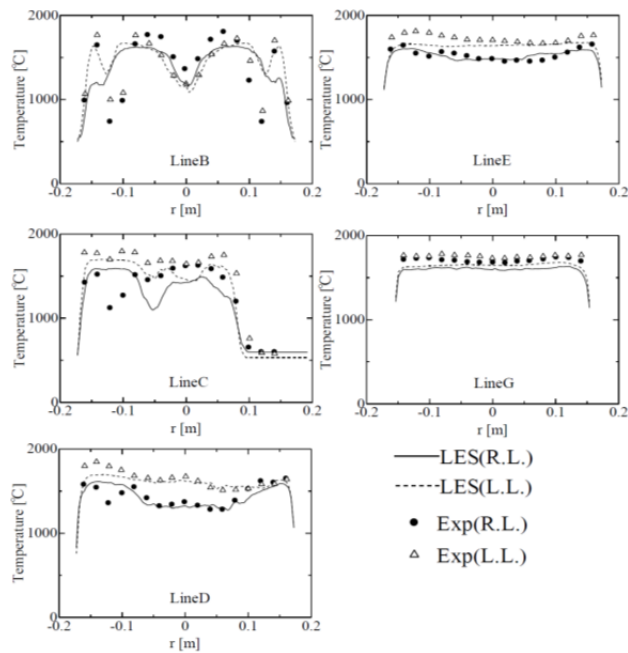 2000
1000
0
Temperature [℃]
LineB
-0.2 -0.1 0 0.1 0.2
r [m]
2000
1000
0
Temperature [℃]
LineE
-0.2 -0.1 0 0.1 0.2
r [m]
2000
1000
0
Temperature [℃]
LineC
-0.2 -0.1 0 0.1 0.2
r [m]
2000
1000
0
Temperature [℃]
LineG
-0.2 -0.1 0 0.1 0.2
r [m]
2000
1000
0
Temperature [℃]
LineD
-0.2 -0.1 0 0.1 0.2
r [m]
LES(R.L.)
LES(L.L.)
Exp(R.L.)
Exp(L.L.)